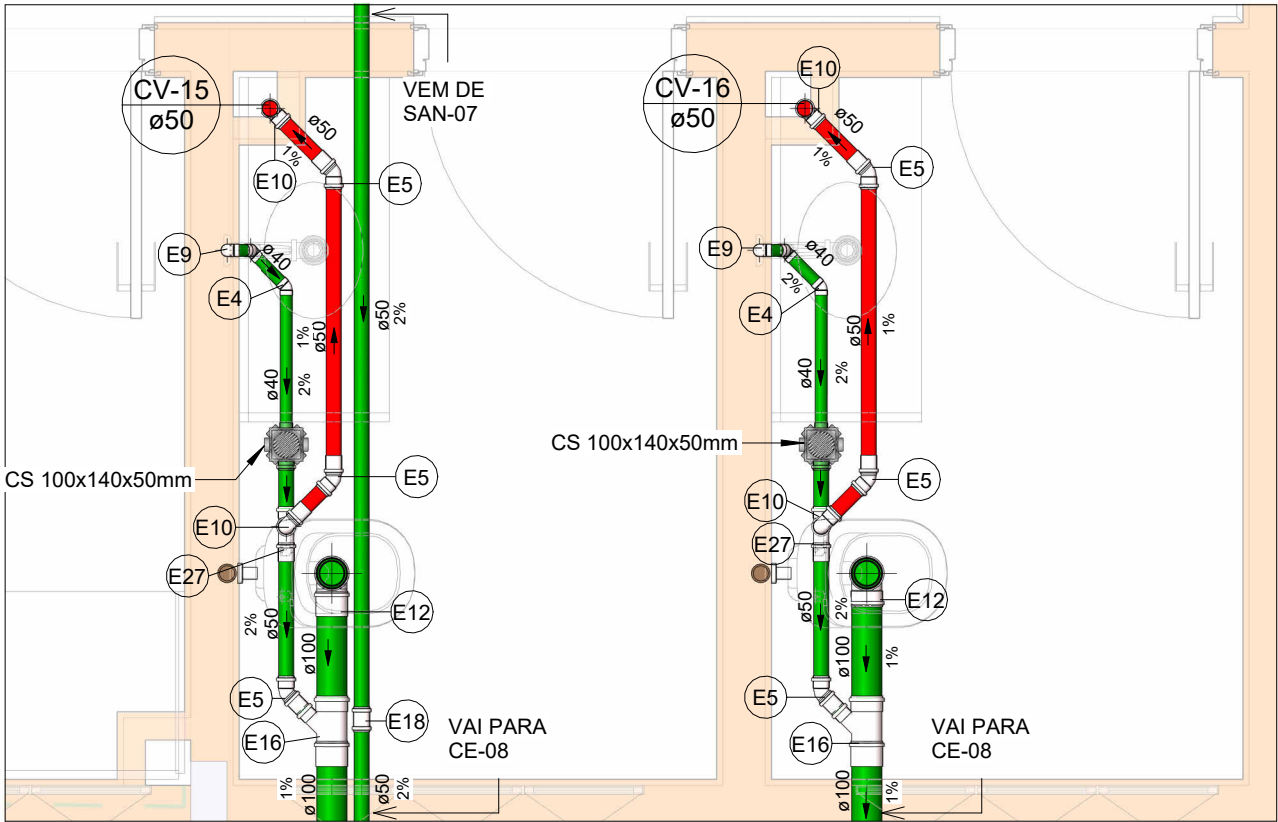 CV-15
ø50
E10
ø50
1%
E5
VEM DE
SAN-07
E9
ø40
E4
1%
ø50
ø50
2%
ø40
2%
CS 100x140x50mm
E5
E10
E27
E12
2%
ø50
ø100
E5
E18
E16
VAI PARA
CE-08
1%
ø100
ø50
2%
CV-16
ø50
E10
ø50
1%
E5
E9
ø40
2%
E4
ø50
1%
ø40
2%
CS 100x140x50mm
E5
E10
E27
E12
2%
ø50
ø100
1%
E5
E16
VAI PARA
CE-08
ø100
1%